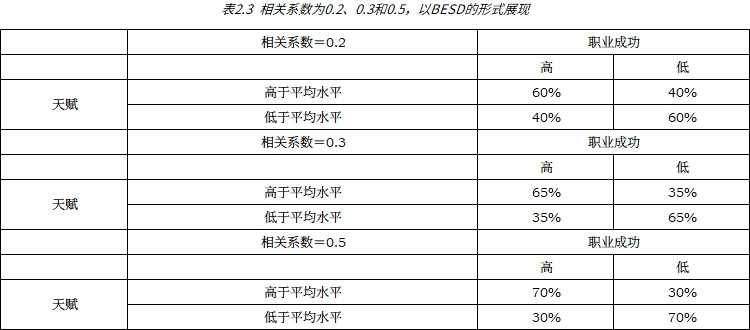 表2.3 相关系数为0.2、0.3和0.5，以BESD的形式展现
相关系数＝0.2 职业成功
高 低
天赋 高于平均水平 60% 40%
低于平均水平 40% 60%
相关系数＝0.3 职业成功
高 低
天赋 高于平均水平 65% 35%
低于平均水平 35% 65%
相关系数＝0.5 职业成功
高 低
天赋 高于平均水平 70% 30%
低于平均水平 30% 70%